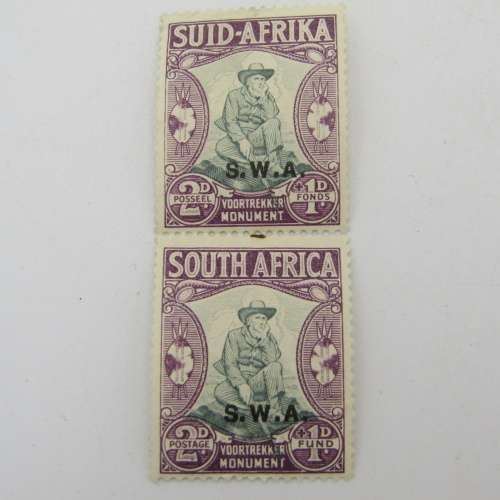 SUID-AFRIKA
S.W.A.
2D +1D
POSSEEL VOORTREKKER FONDS
MONUMENT
SOUTH AFRICA
S.W.A.
2D +1D
POSTAGE VOORTREKKER FUND
MONUMENT